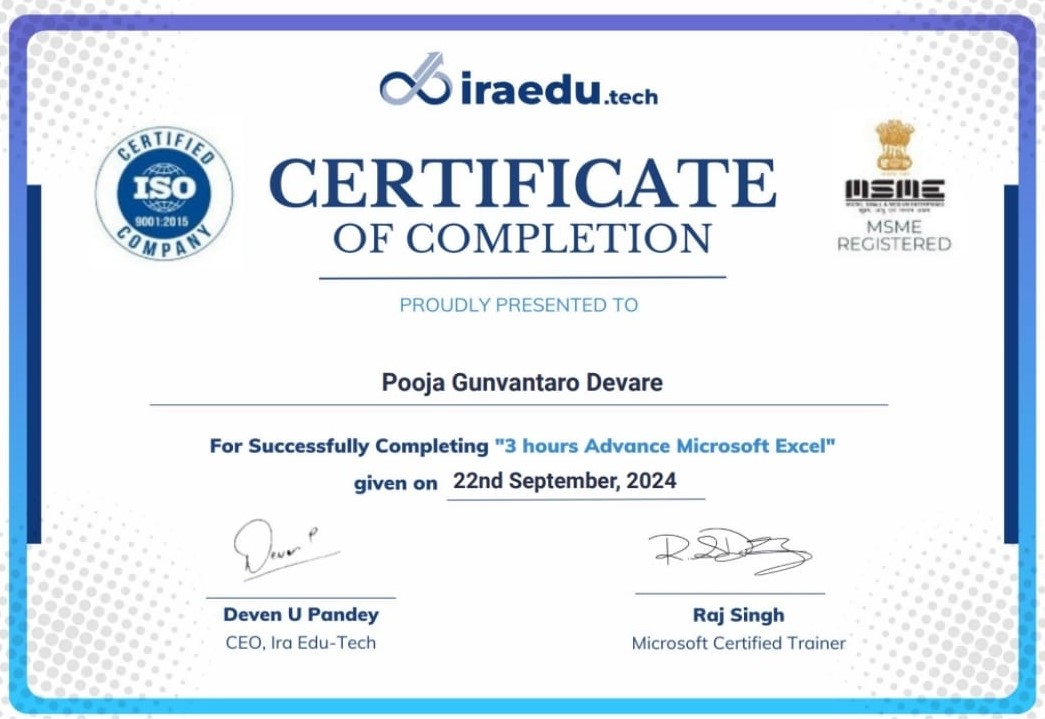 iraedu.tech
CERTIFIED
ISO
9001:2015
COMPANY
CERTIFICATE
OF COMPLETION
MSME
MSME
REGISTERED
PROUDLY PRESENTED TO
Pooja Gunvantaro Devare
For Successfully Completing "3 hours Advance Microsoft Excel"
given on 22nd September, 2024
Deven P
Deven U Pandey
CEO, Ira Edu-Tech
Raj Singh
Microsoft Certified Trainer